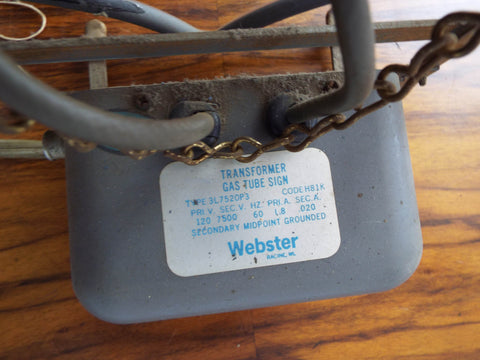 TRANSFORMER
GAS TUBE SIGN
TYPE 3L7520P3 CODE H81K
PRI.V. SEC.V. HZ. PRI.A. SEC.A.
120 7500 60 1.8 .020
SECONDARY MIDPOINT GROUNDED
Webster
RACINE, WI.